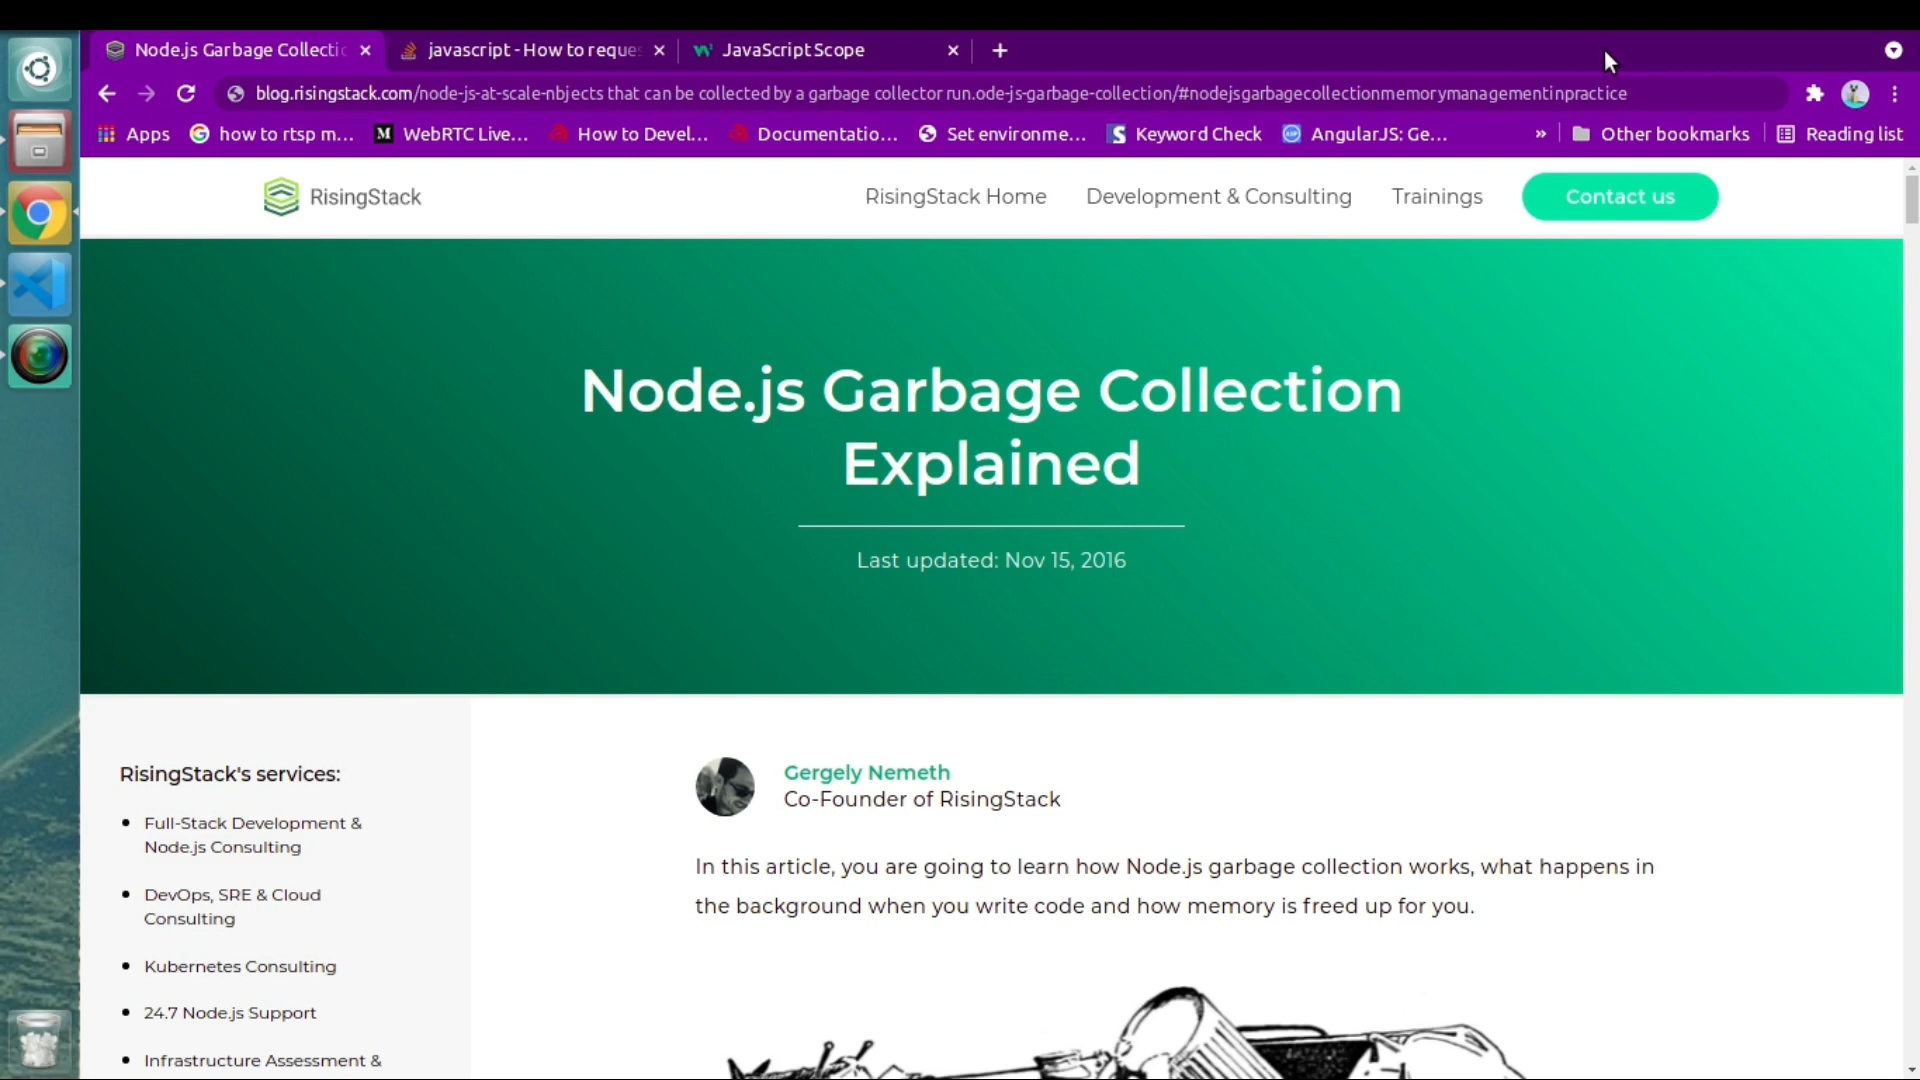 Node.js Garbage Collectic
javascript - How to reques
JavaScript Scope
blog.risingstack.com/node-js-at-scale-nbjects that can be collected by a garbage collector run.ode-js-garbage-collection/#nodejsgarbagecollectionmemorymanagementinpractice
Apps
how to rtsp m...
WebRTC Live...
How to Devel...
Documentatio...
Set environme...
Keyword Check
AngularJS: Ge...
»
Other bookmarks
Reading list
RisingStack
RisingStack Home
Development & Consulting
Trainings
Contact us
Node.js Garbage Collection
Explained
Last updated: Nov 15, 2016
RisingStack's services:
Full-Stack Development &
Node.js Consulting
DevOps, SRE & Cloud
Consulting
Kubernetes Consulting
24.7 Node.js Support
Infrastructure Assessment &
Gergely Nemeth
Co-Founder of RisingStack
In this article, you are going to learn how Node.js garbage collection works, what happens in
the background when you write code and how memory is freed up for you.